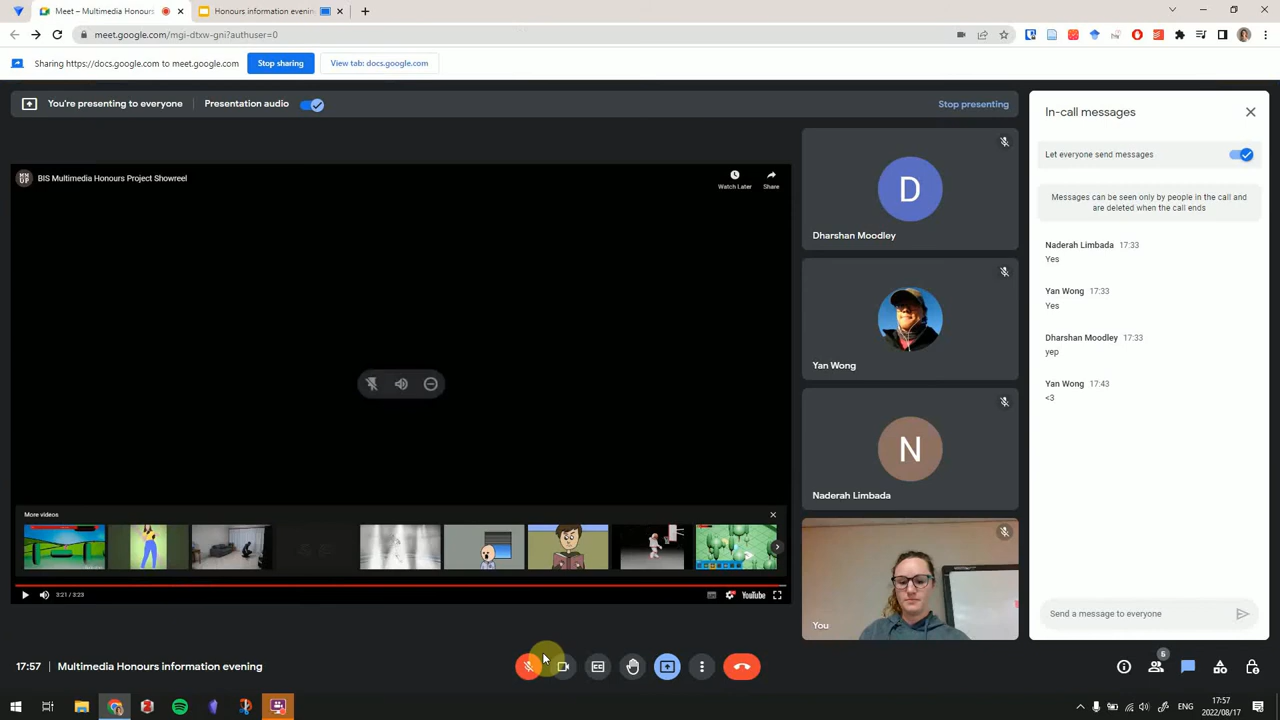 Meet – Multimedia Honours
Honours information evenin
meet.google.com/mgi-dtxw-gni?authuser=0
Sharing https://docs.google.com to meet.google.com
Stop sharing
View tab: docs.google.com
You're presenting to everyone
Presentation audio
Stop presenting
BIS Multimedia Honours Project Showreel
Watch Later
Share
More videos
3:21 / 3:23
YouTube
D
Dharshan Moodley
Yan Wong
N
Naderah Limbada
You
In-call messages
Let everyone send messages
Messages can be seen only by people in the call and
are deleted when the call ends
Naderah Limbada 17:33
Yes
Yan Wong 17:33
Yes
Dharshan Moodley 17:33
yep
Yan Wong 17:43
<3
Send a message to everyone
17:57
Multimedia Honours information evening
5
ENG
17:57
2022/08/17